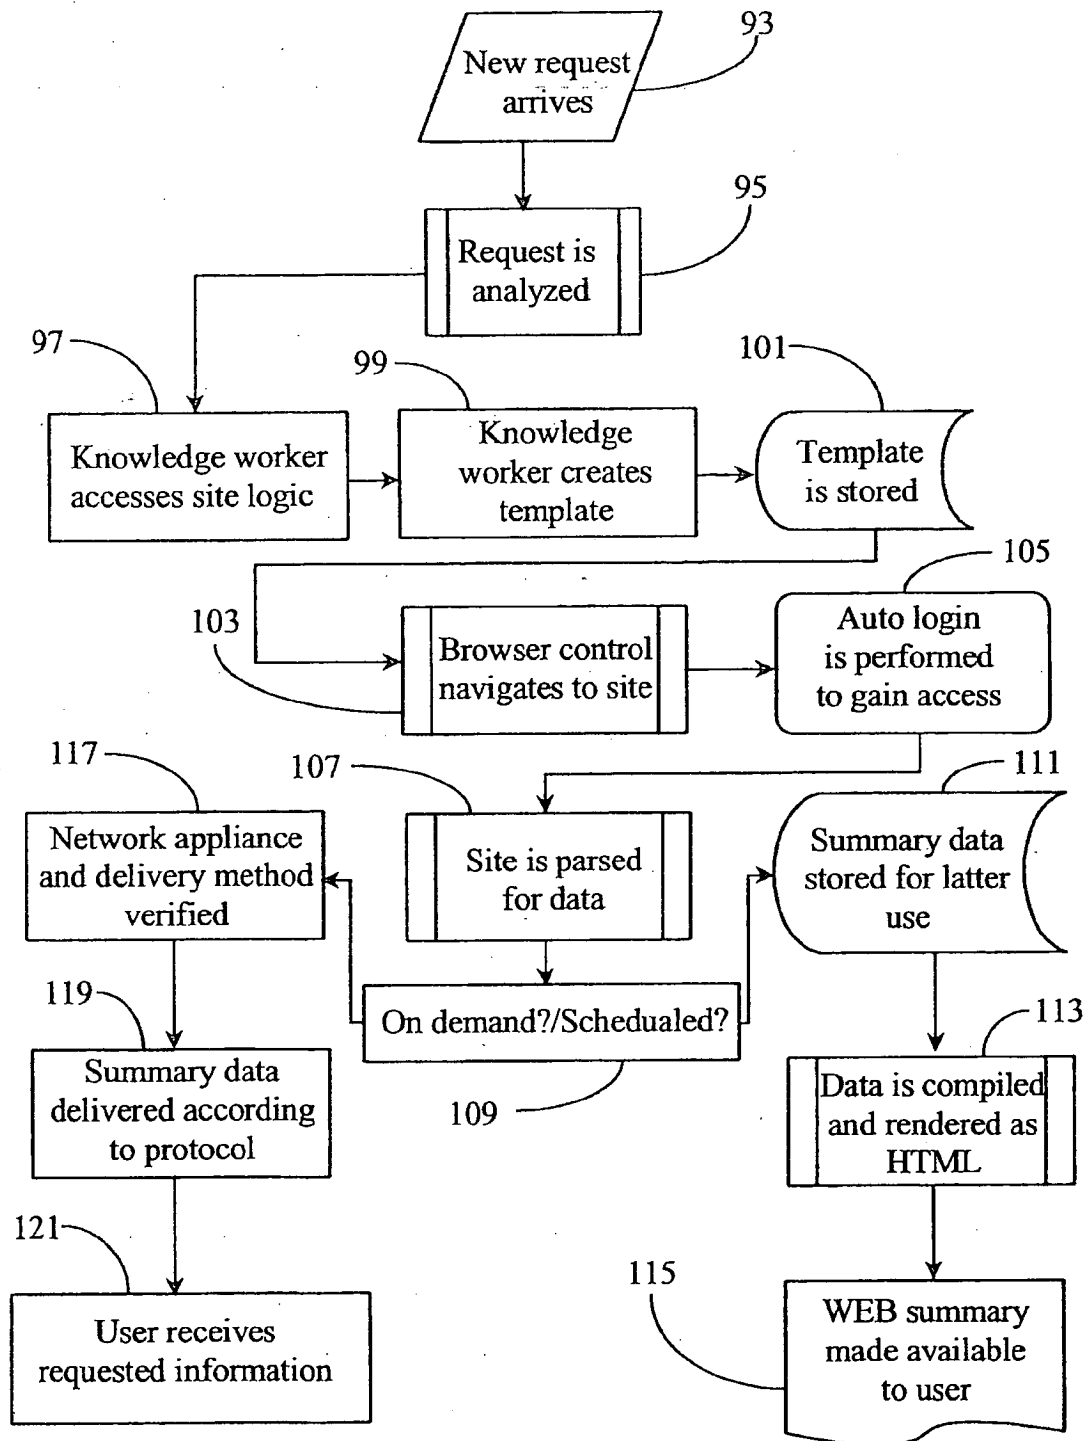 93
New request
arrives
95
Request is
analyzed
97
Knowledge worker
accesses site logic
99
Knowledge
worker creates
template
101
Template
is stored
103
Browser control
navigates to site
105
Auto login
is performed
to gain access
107
Site is parsed
for data
109
On demand?/Schedualed?
111
Summary data
stored for latter
use
113
Data is compiled
and rendered as
HTML
115
WEB summary
made available
to user
117
Network appliance
and delivery method
verified
119
Summary data
delivered according
to protocol
121
User receives
requested information